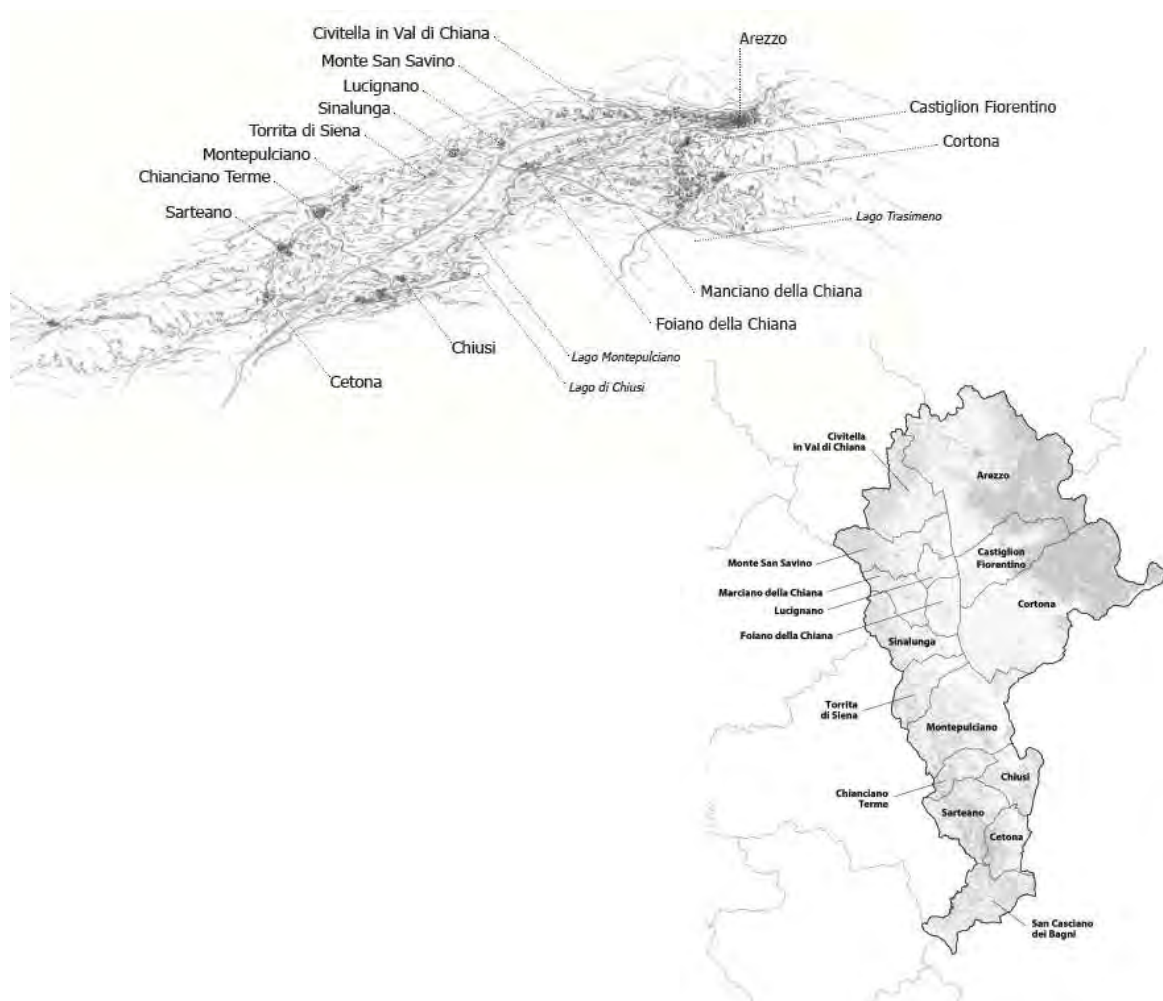 Civitella in Val di Chiana
Monte San Savino
Lucignano
Sinalunga
Torrita di Siena
Montepulciano
Chianciano Terme
Sarteano
Arezzo
Castiglion Fiorentino
Cortona
Lago Trasimeno
Manciano della Chiana
Foiano della Chiana
Lago Montepulciano
Lago di Chiusi
Chiusi
Cetona
Civitella
in Val di Chiana
Arezzo
Monte San Savino
Castiglion
Fiorentino
Marciano della Chiana
Cortona
Lucignano
Foiano della Chiana
Sinalunga
Torrita
di Siena
Montepulciano
Chiusi
Chianciano
Terme
Sarteano
Cetona
San Casciano
dei Bagni